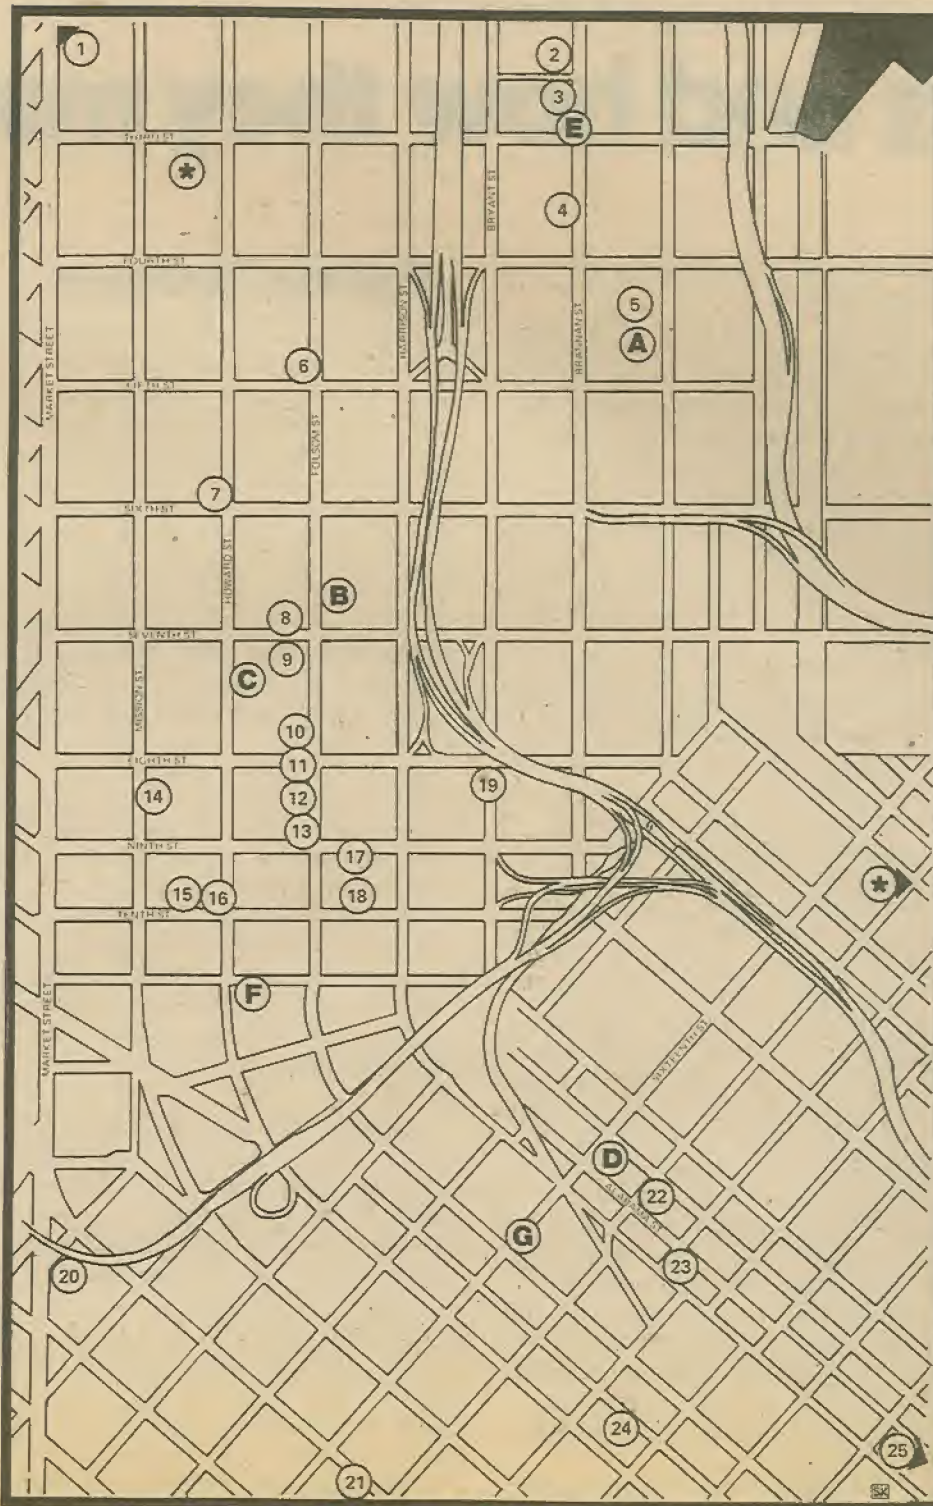 1
2
3
E
THIRD ST.
*
BRYANT ST
4
FOURTH ST.
5
HARRISON ST
BRANNAN ST
A
MARKET STREET
6
FIFTH ST.
FOLSOM ST
7
SIXTH ST.
HOWARD ST
B
8
SEVENTH ST.
9
C
MISSION ST
10
EIGHTH ST.
11
19
14
12
13
NINTH ST.
17
*
15
16
18
TENTH ST.
F
MARKET STREET
SIXTEENTH ST
D
22
ALABAMA ST
G
23
20
24
25
21
SK